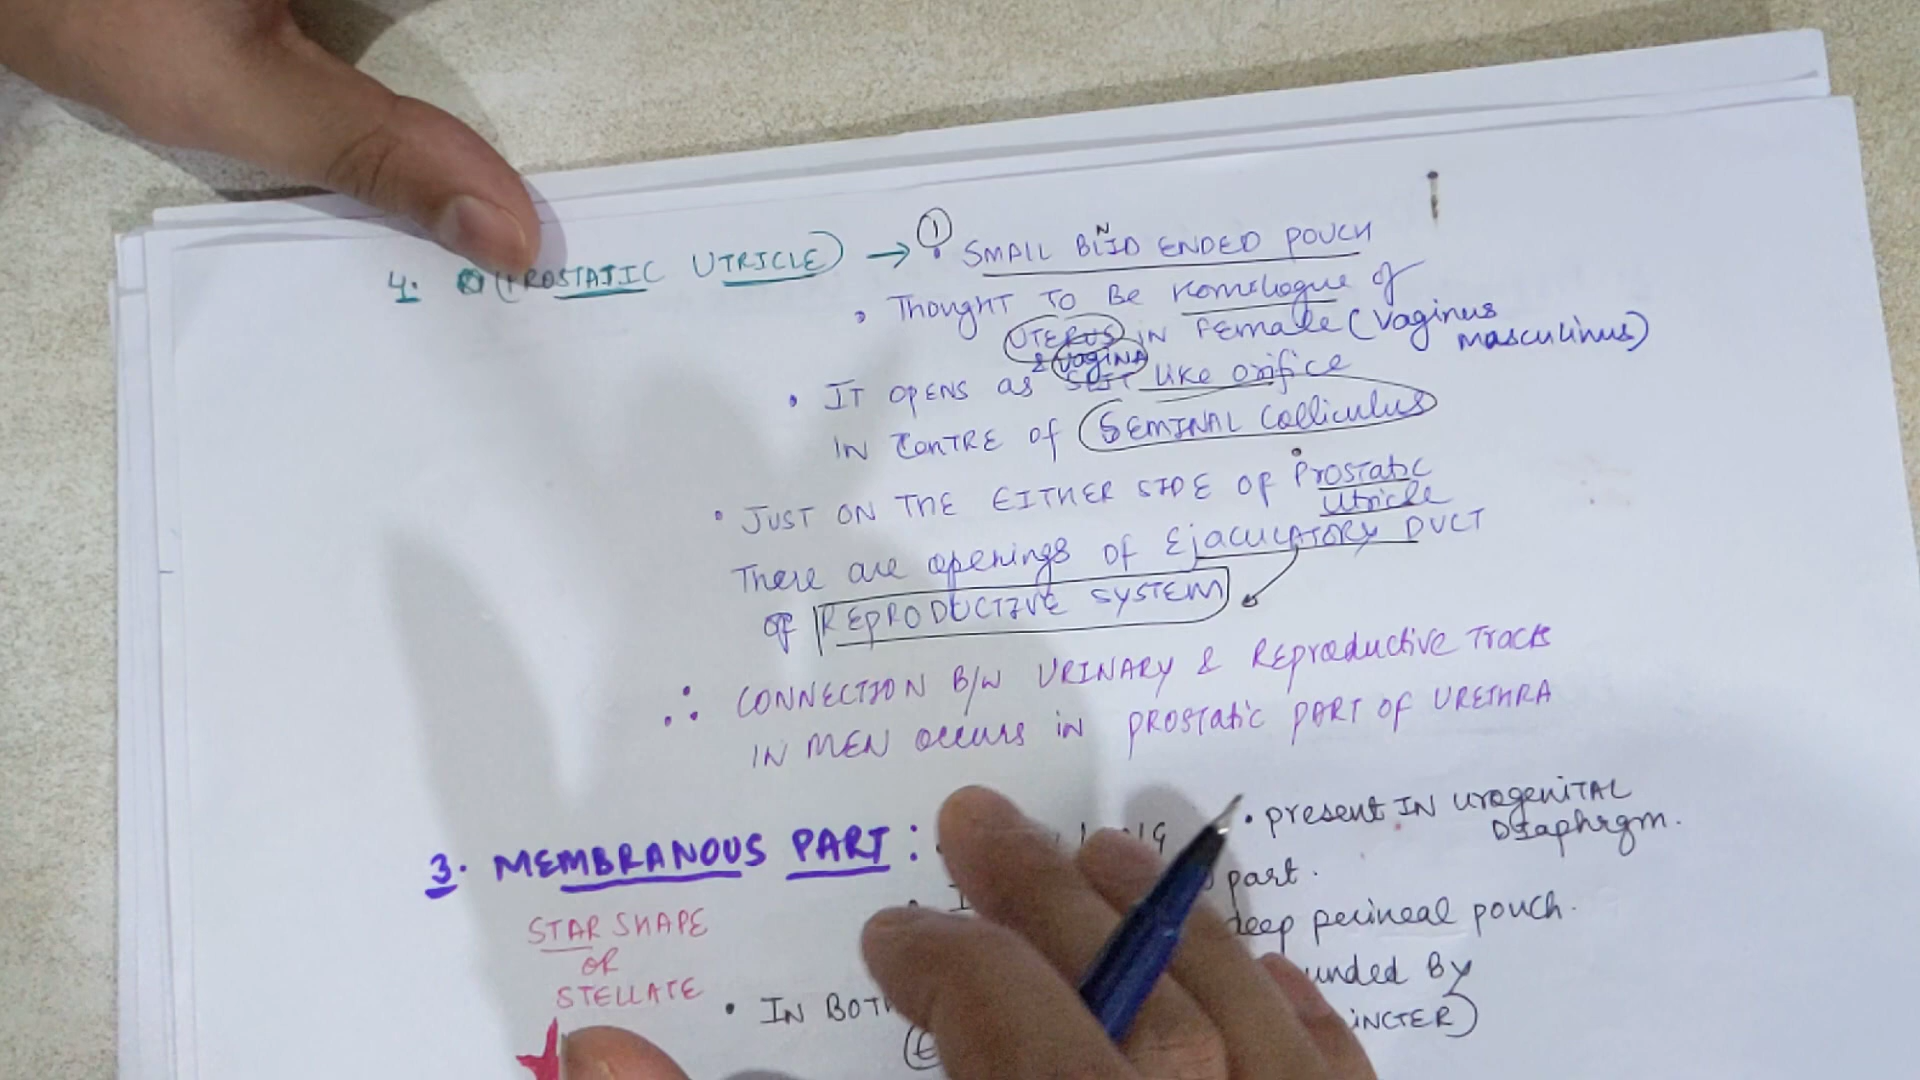 4. (PROSTATIC UTRICLE) → ① SMALL BLIND ENDED POUCH
• Thought TO Be Homologue of
UTERUS IN Female (Vaginus
& Vagina masculinus)
• IT OPENS as SLIT like orifice
IN CENTRE OF SEMINAL Colliculus
• JUST ON THE EITHER SIDE OF Prostatic
Utricle
There are openings of EjACULATORY DUCT
of REPRODUCTIVE SYSTEM
∴ CONNECTION B/W URINARY & Reproductive Tracts
IN MEN occurs in PROSTATIC PART OF URETHRA
3. MEMBRANOUS PART : • present IN UrogeniTAL
Diaphrgm.
part.
STAR SHAPE deep perineal pouch.
OR
STELLATE By
• IN